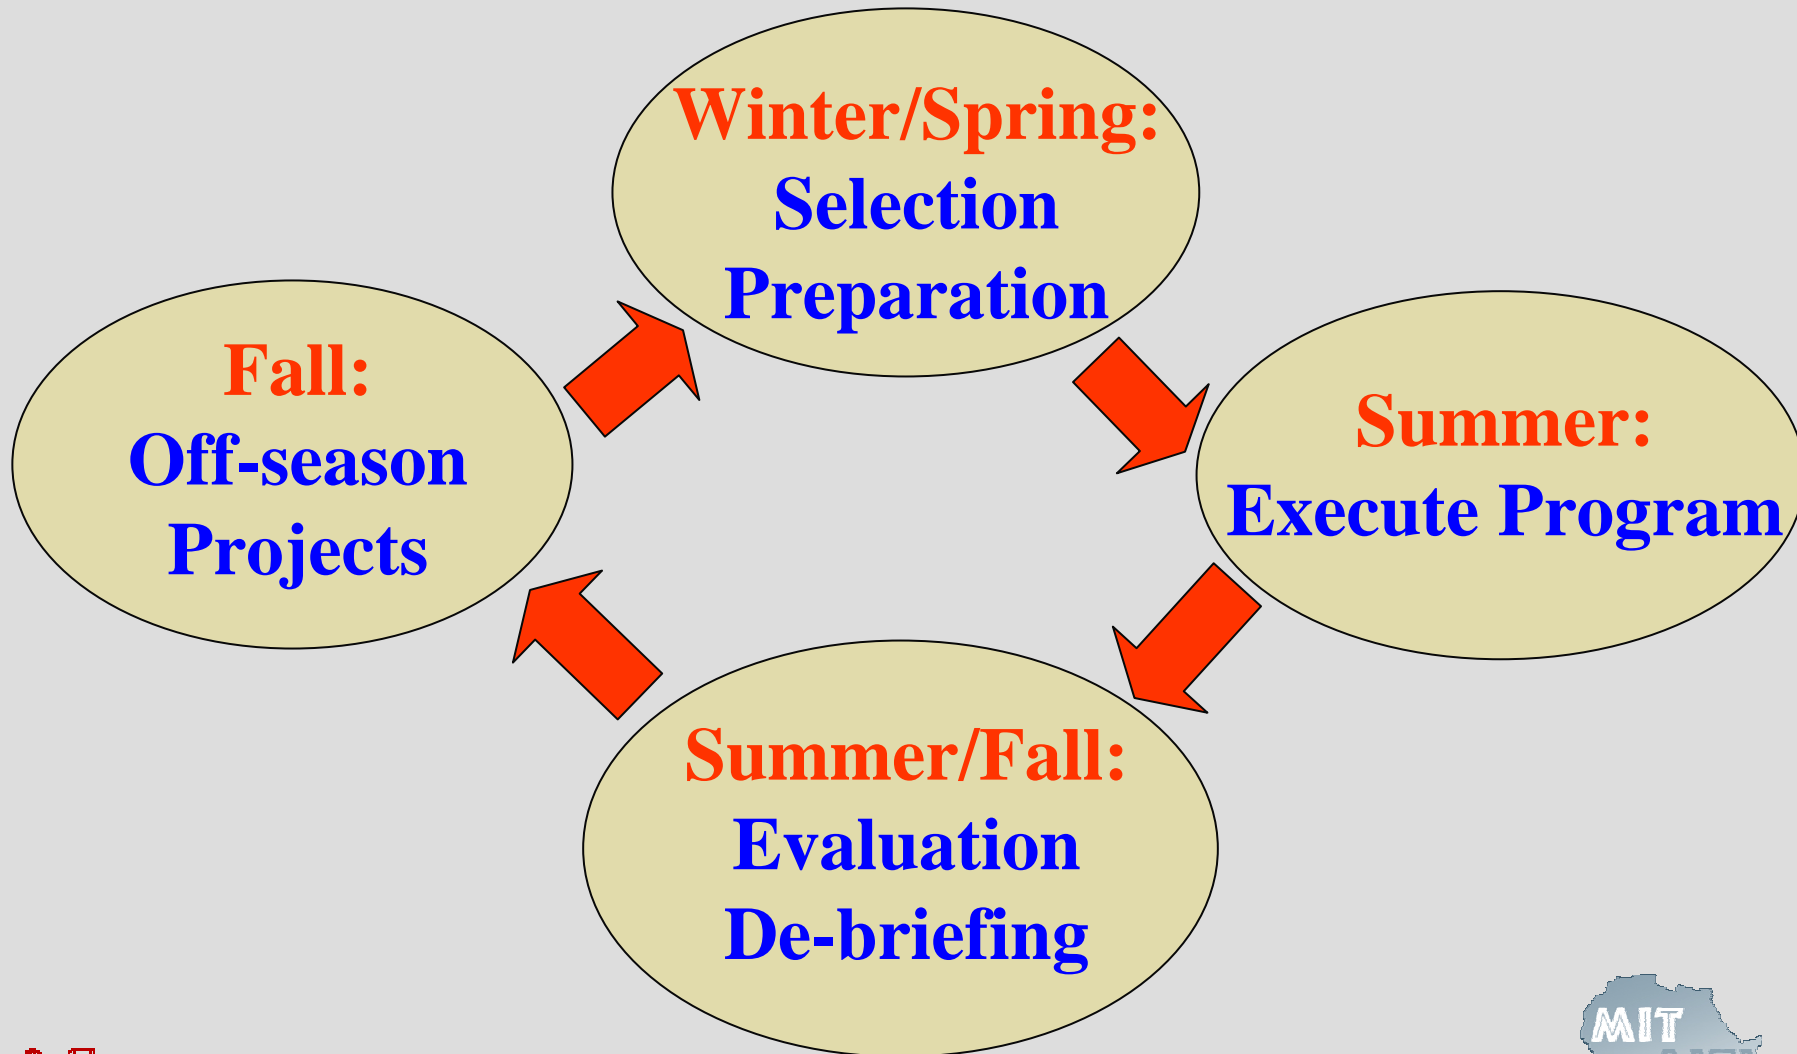 Winter/Spring:
Selection
Preparation
Fall:
Off-season
Projects
Summer:
Execute Program
Summer/Fall:
Evaluation
De-briefing
MIT